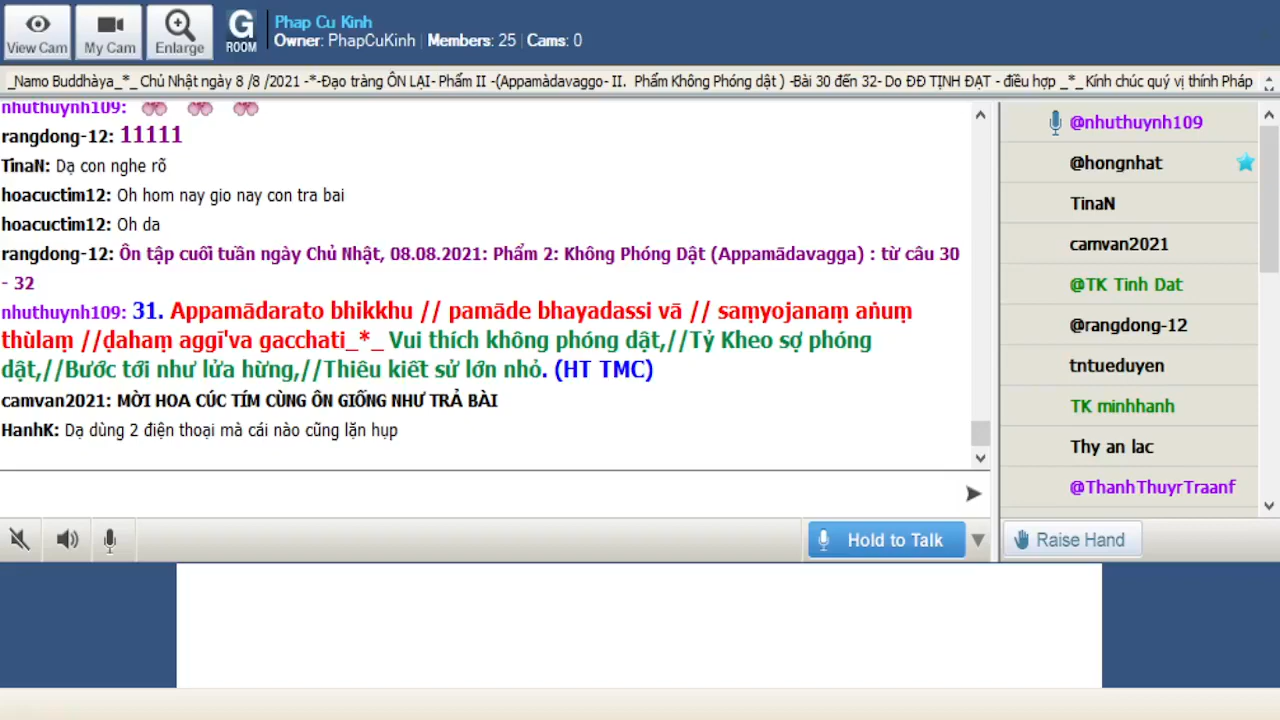 View Cam
My Cam
Enlarge
G
ROOM
Phap Cu Kinh
Owner: PhapCuKinh | Members: 25 | Cams: 0
_Namo Buddhàya_*_ Chủ Nhật ngày 8 /8 /2021 -*-Đạo tràng ÔN LẠI- Phẩm II -(Appamàdavaggo- II. Phẩm Không Phóng dật ) -Bài 30 đến 32- Do ĐĐ TỊNH ĐẠT - điều hợp _*_ Kính chúc quý vị thính Pháp
nhuthuynh109:
rangdong-12: 11111
TinaN: Dạ con nghe rõ
hoacuctim12: Oh hom nay gio nay con tra bai
hoacuctim12: Oh da
rangdong-12: Ôn tập cuối tuần ngày Chủ Nhật, 08.08.2021: Phẩm 2: Không Phóng Dật (Appamādavagga) : từ câu 30
- 32
nhuthuynh109: 31. Appamādarato bhikkhu // pamāde bhayadassi vā // saṃyojanaṃ aṅuṃ
thùlaṃ //ḍahaṃ aggī'va gacchati_*_ Vui thích không phóng dật,//Tỷ Kheo sợ phóng
dật,//Bước tới như lửa hừng,//Thiêu kiết sử lớn nhỏ. (HT TMC)
camvan2021: MỜI HOA CÚC TÍM CÙNG ÔN GIỐNG NHƯ TRẢ BÀI
HanhK: Dạ dùng 2 điện thoại mà cái nào cũng lặn hụp
@nhuthuynh109
@hongnhat
TinaN
camvan2021
@TK Tinh Dat
@rangdong-12
tntueduyen
TK minhhanh
Thy an lac
@ThanhThuyrTraanf
Hold to Talk
Raise Hand